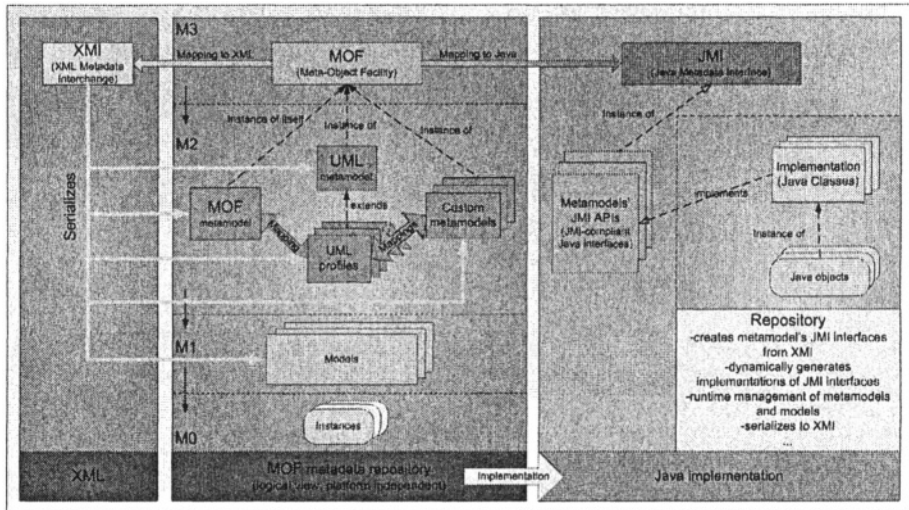 XMI
(XML Metadata
Interchange)
Serializes
XML
M3
Mapping to XML
MOF
(Meta-Object Facility)
Mapping to Java
Instance of itself
Instance of
Instance of
M2
UML
metamodel
MOF
metamodel
extends
Custom
metamodels
Mapping
UML
profiles
Mappings
M1
Models
Instances
M0
MOF metadata repository
(logical view, platform independent)
Implementation
JMI
(Java Metadata Interface)
Instance of
Metamodels'
JMI APIs
(JMI-compliant
Java interfaces)
implements
Implementation
(Java Classes)
Instance of
Java objects
Repository
-creates metamodel's JMI interfaces
from XMI
-dynamically generates
implementations of JMI interfaces
-runtime management of metamodels
and models
-serializes to XMI
...
Java implementation